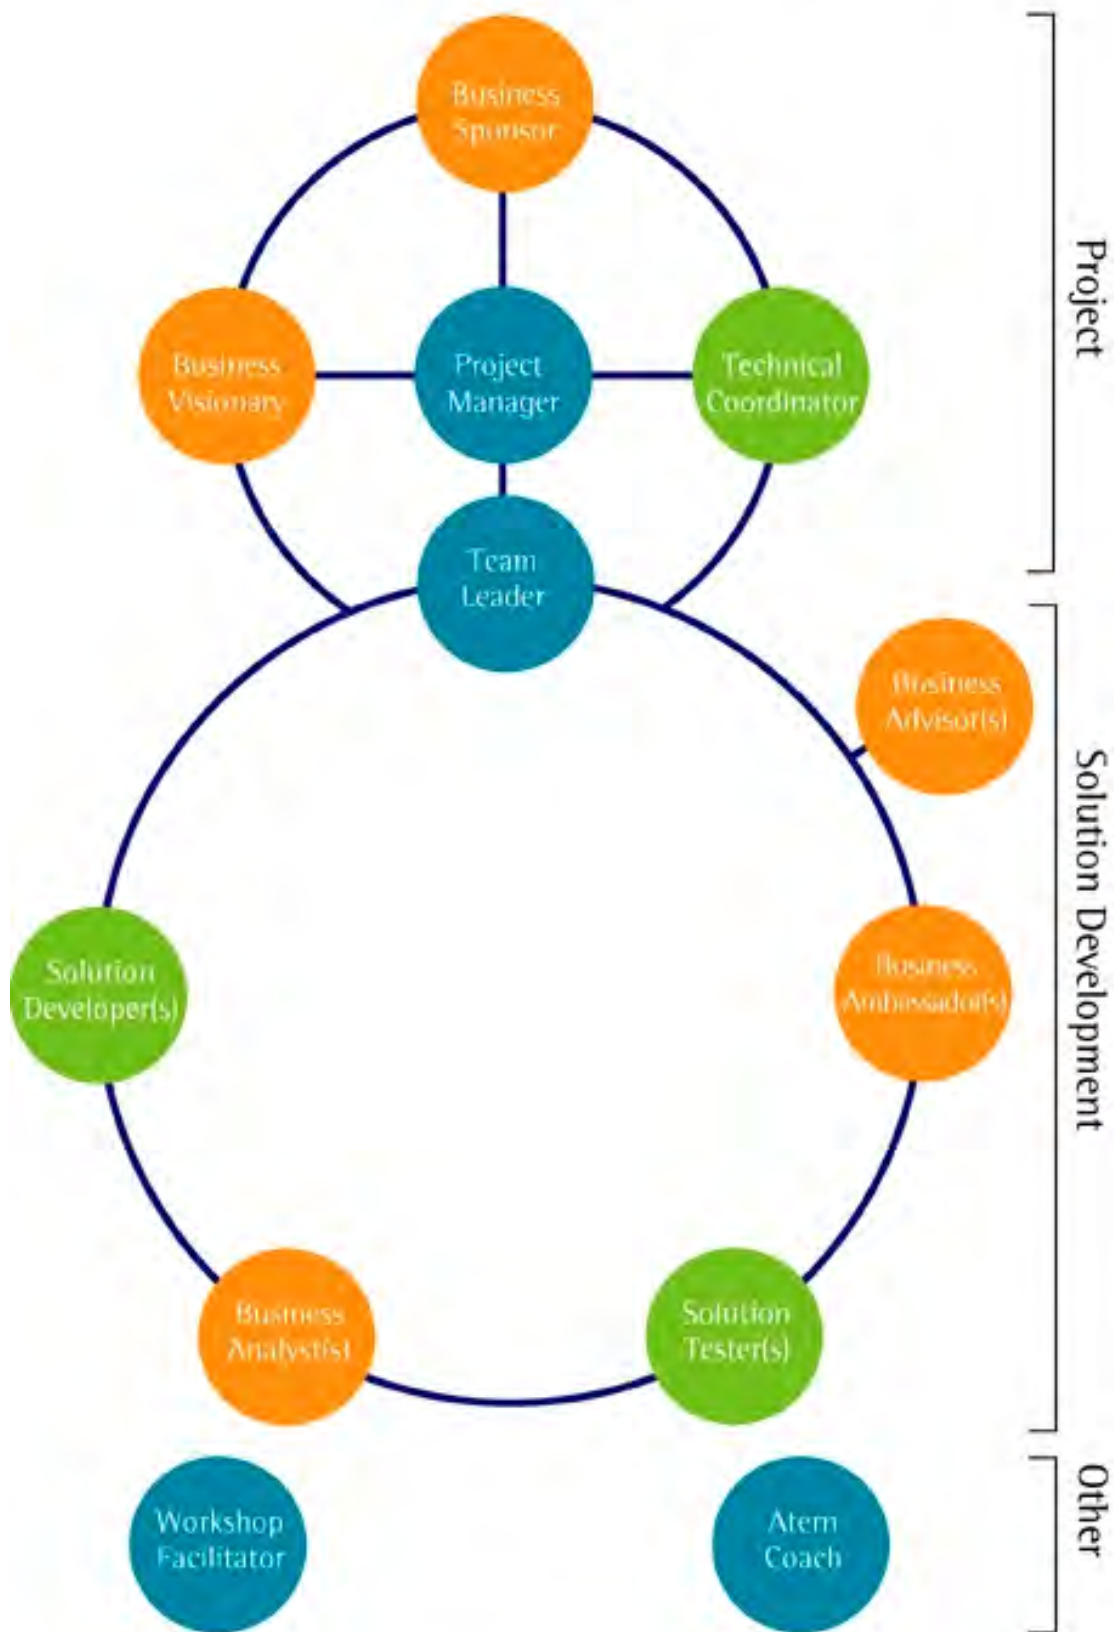 Business
Sponsor
Business
Visionary
Project
Manager
Technical
Coordinator
Team
Leader
Project
Business
Advisor(s)
Solution
Developer(s)
Business
Ambassador(s)
Business
Analyst(s)
Solution
Tester(s)
Solution Development
Workshop
Facilitator
Atern
Coach
Other